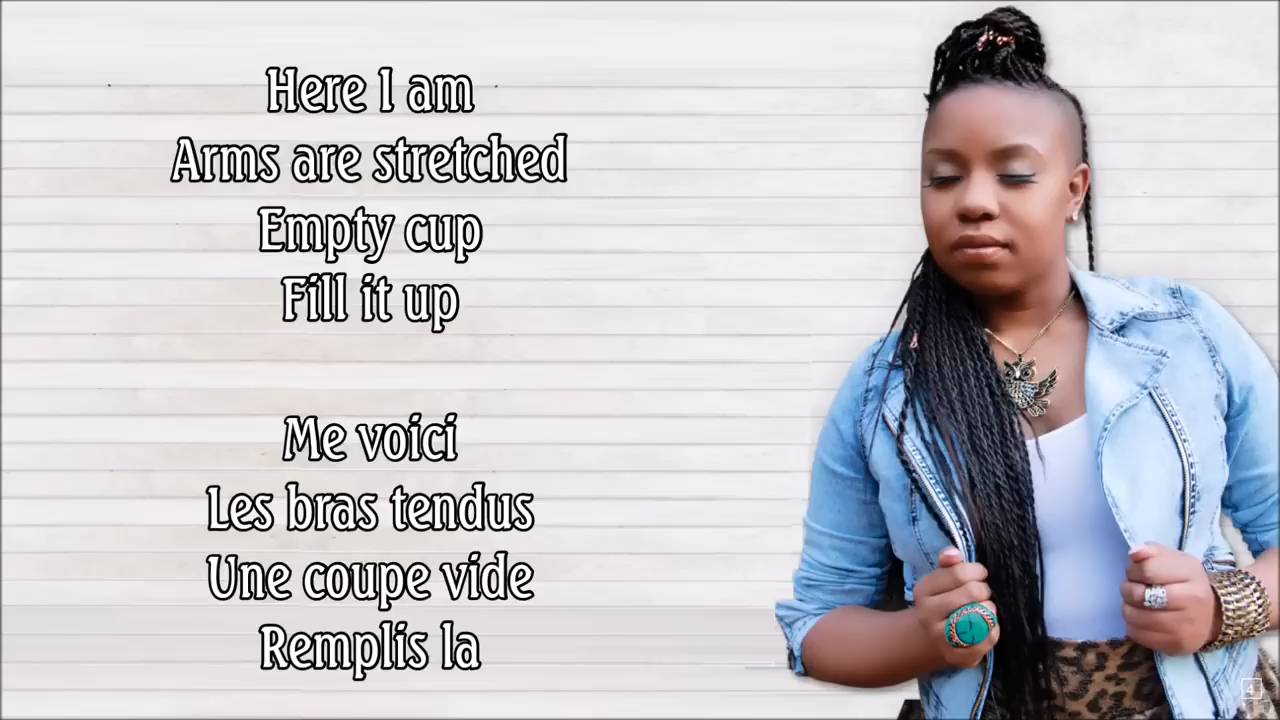 Here I am
Arms are stretched
Empty cup
Fill it up
Me voici
Les bras tendus
Une coupe vide
Remplis la
4